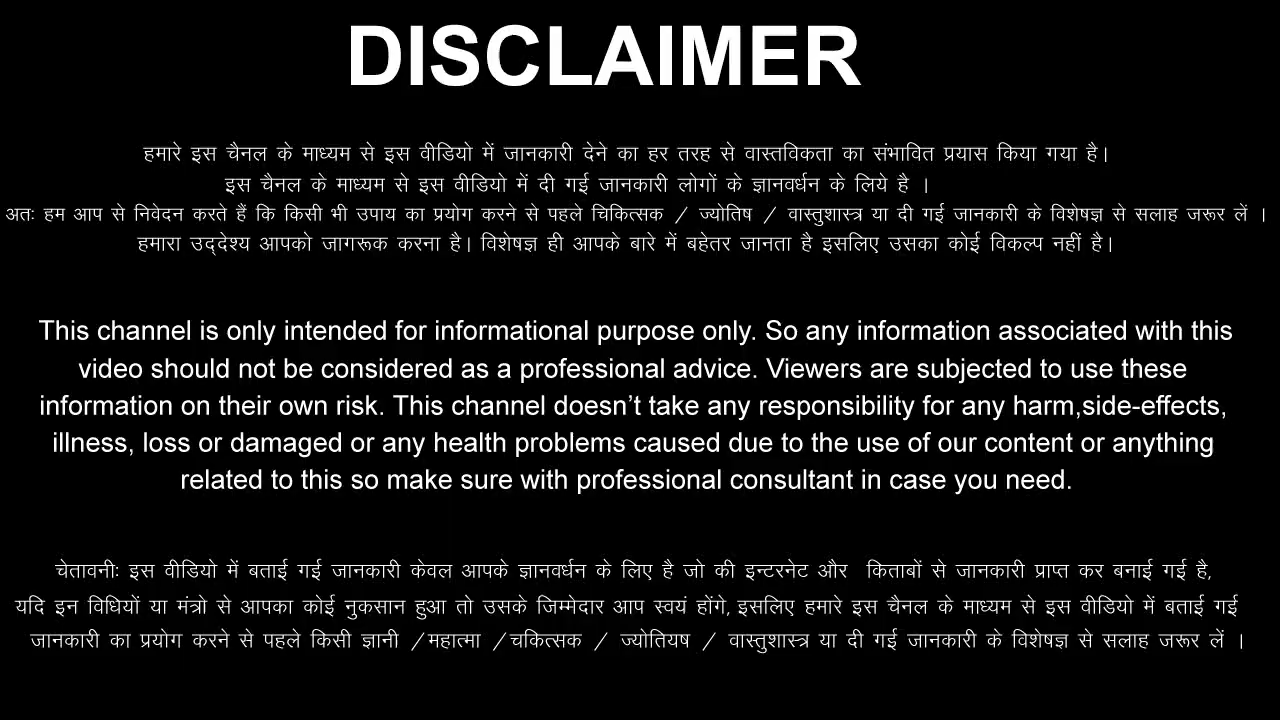 DISCLAIMER
हमारे इस चैनल के माध्यम से इस वीडियो में जानकारी देने का हर तरह से वास्तविकता का संभावित प्रयास किया गया है।
इस चैनल के माध्यम से इस वीडियो में दी गई जानकारी लोगों के ज्ञानवर्धन के लिये है ।
अतः हम आप से निवेदन करते हैं कि किसी भी उपाय का प्रयोग करने से पहले चिकित्सक / ज्योतिष / वास्तुशास्त्र या दी गई जानकारी के विशेषज्ञ से सलाह जरूर लें ।
हमारा उद्देश्य आपको जागरूक करना है। विशेषज्ञ ही आपके बारे में बहेतर जानता है इसलिए उसका कोई विकल्प नहीं है।
This channel is only intended for informational purpose only. So any information associated with this
video should not be considered as a professional advice. Viewers are subjected to use these
information on their own risk. This channel doesn’t take any responsibility for any harm,side-effects,
illness, loss or damaged or any health problems caused due to the use of our content or anything
related to this so make sure with professional consultant in case you need.
चेतावनीः इस वीडियो में बताई गई जानकारी केवल आपके ज्ञानवर्धन के लिए है जो की इन्टरनेट और किताबों से जानकारी प्राप्त कर बनाई गई है,
यदि इन विधियों या मंत्रो से आपका कोई नुकसान हुआ तो उसके जिम्मेदार आप स्वयं होंगे, इसलिए हमारे इस चैनल के माध्यम से इस वीडियो में बताई गई
जानकारी का प्रयोग करने से पहले किसी ज्ञानी /महात्मा /चकित्सक / ज्योतियष / वास्तुशास्त्र या दी गई जानकारी के विशेषज्ञ से सलाह जरूर लें ।